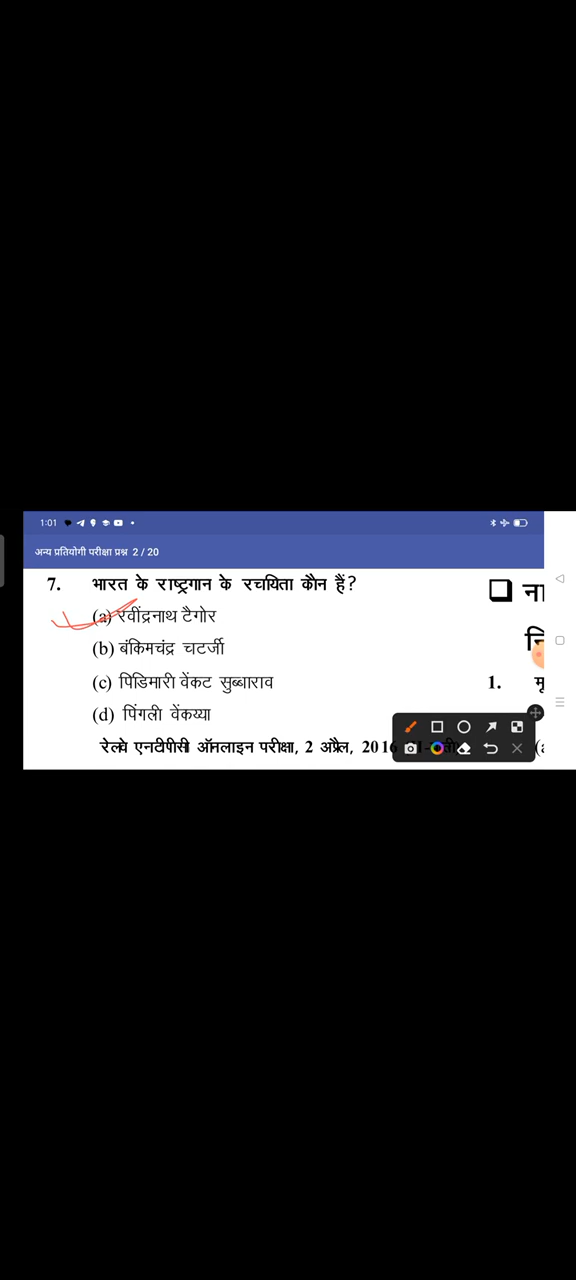 1:01
अन्य प्रतियोगी परीक्षा प्रश्न 2 / 20
7. भारत के राष्ट्रगान के रचयिता कौन हैं?
(a) रवींद्रनाथ टैगोर
(b) बंकिमचंद्र चटर्जी
(c) पिडिमारी वेंकट सुब्बाराव
(d) पिंगली वेंकय्या
रेलवे एनटीपीसी ऑनलाइन परीक्षा, 2 अप्रैल, 2016
1.